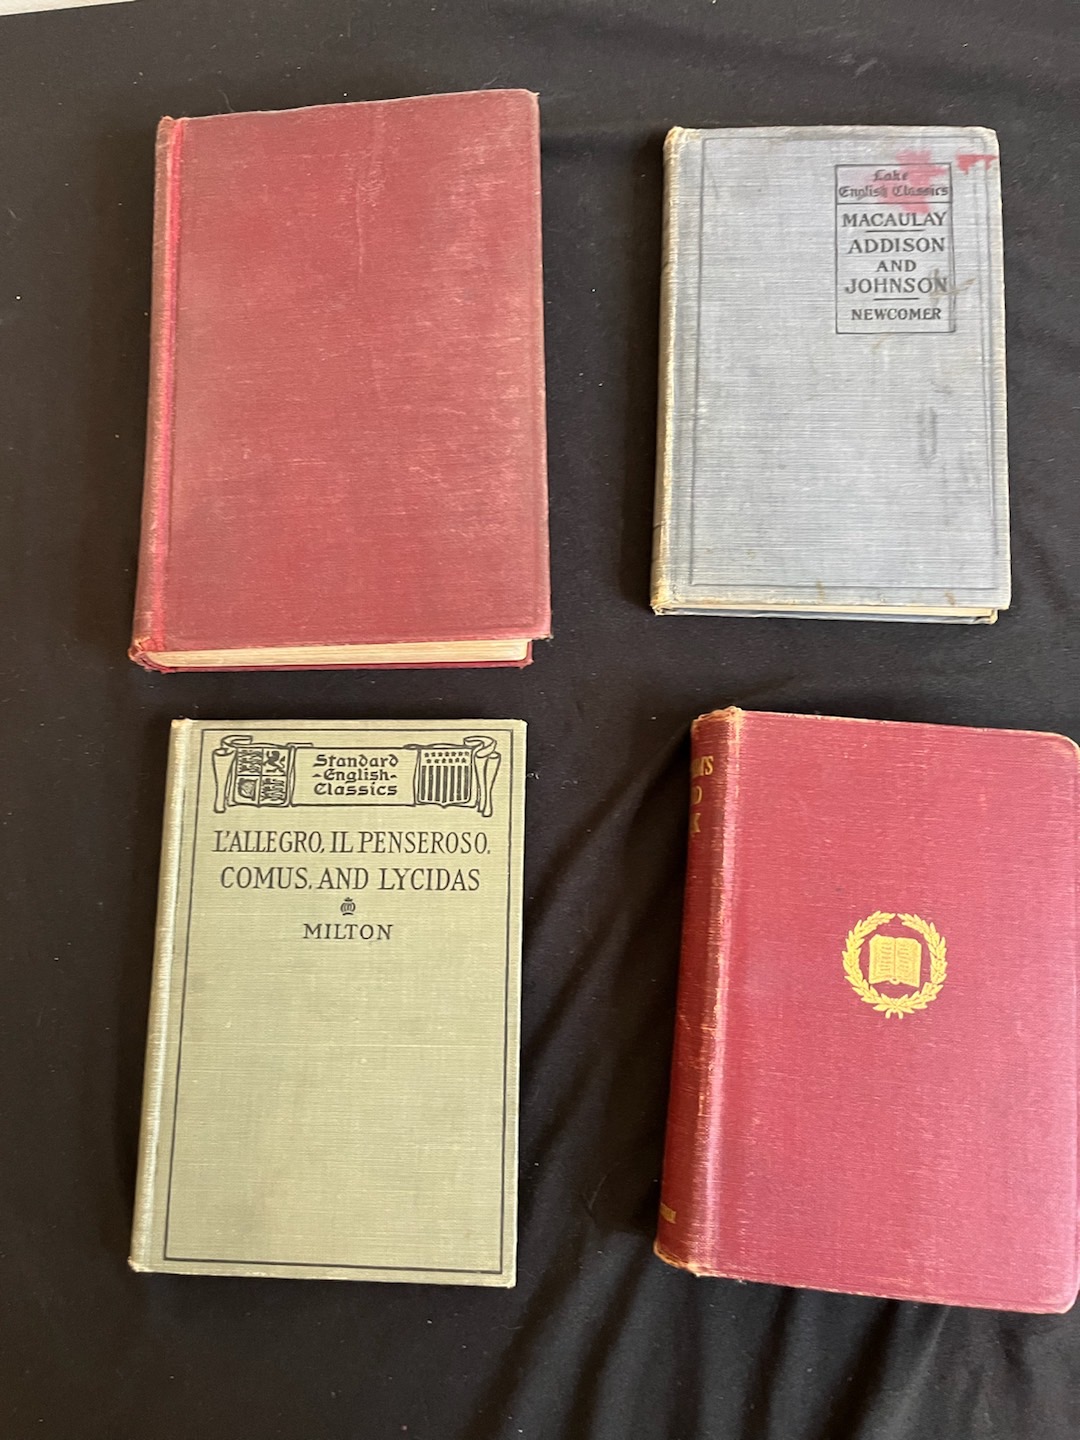 Lake
English Classics
MACAULAY
ADDISON
AND
JOHNSON
NEWCOMER
Standard
-English-
Classics
L'ALLEGRO, IL PENSEROSO,
COMUS, AND LYCIDAS
MILTON